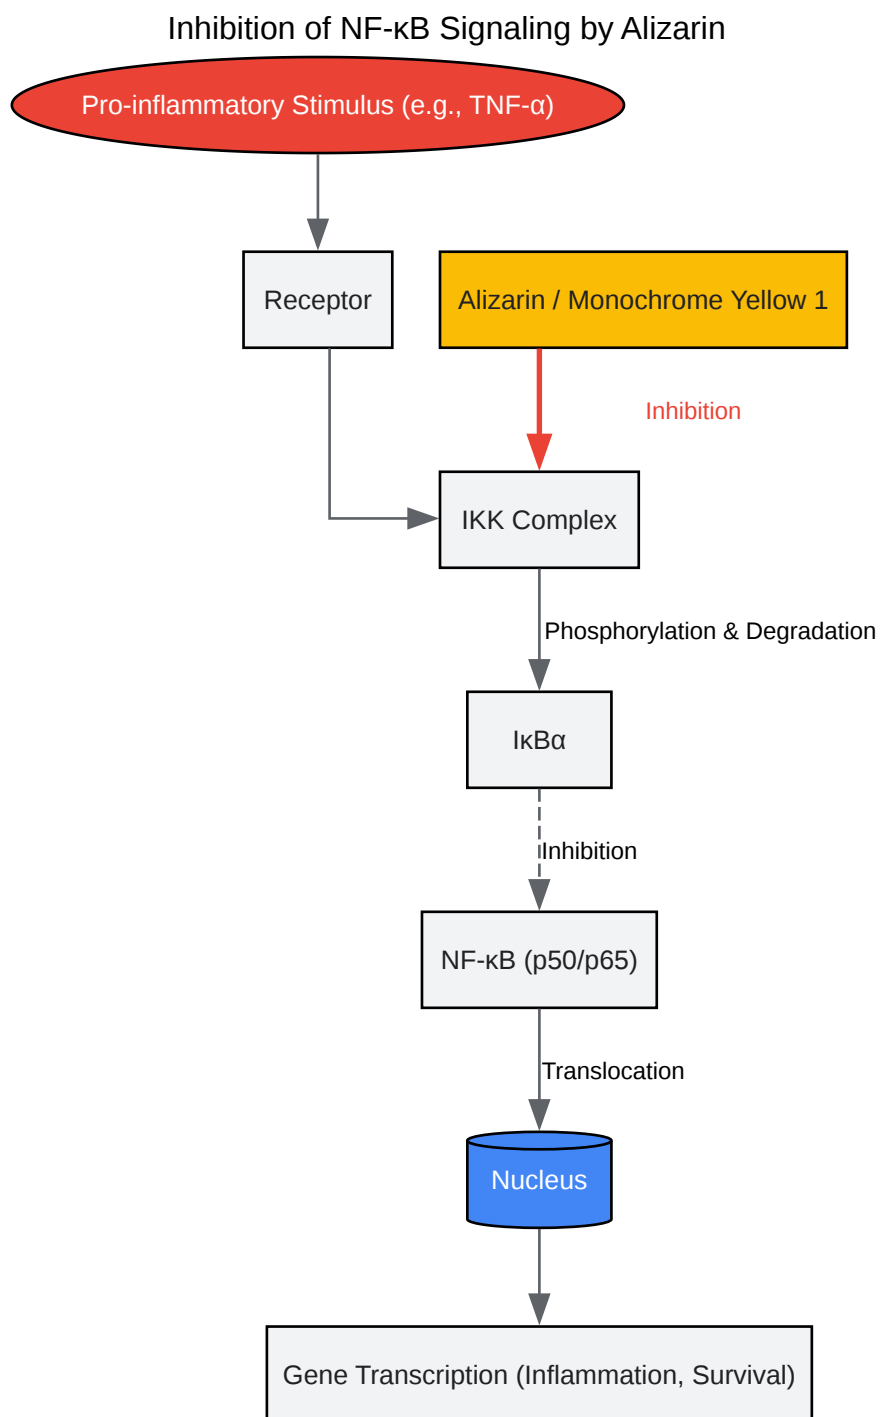 Inhibition of NF-κB Signaling by Alizarin
Pro-inflammatory Stimulus (e.g., TNF-α)
Receptor
Alizarin / Monochrome Yellow 1
Inhibition
IKK Complex
Phosphorylation & Degradation
IκBα
Inhibition
NF-κB (p50/p65)
Translocation
Nucleus
Gene Transcription (Inflammation, Survival)